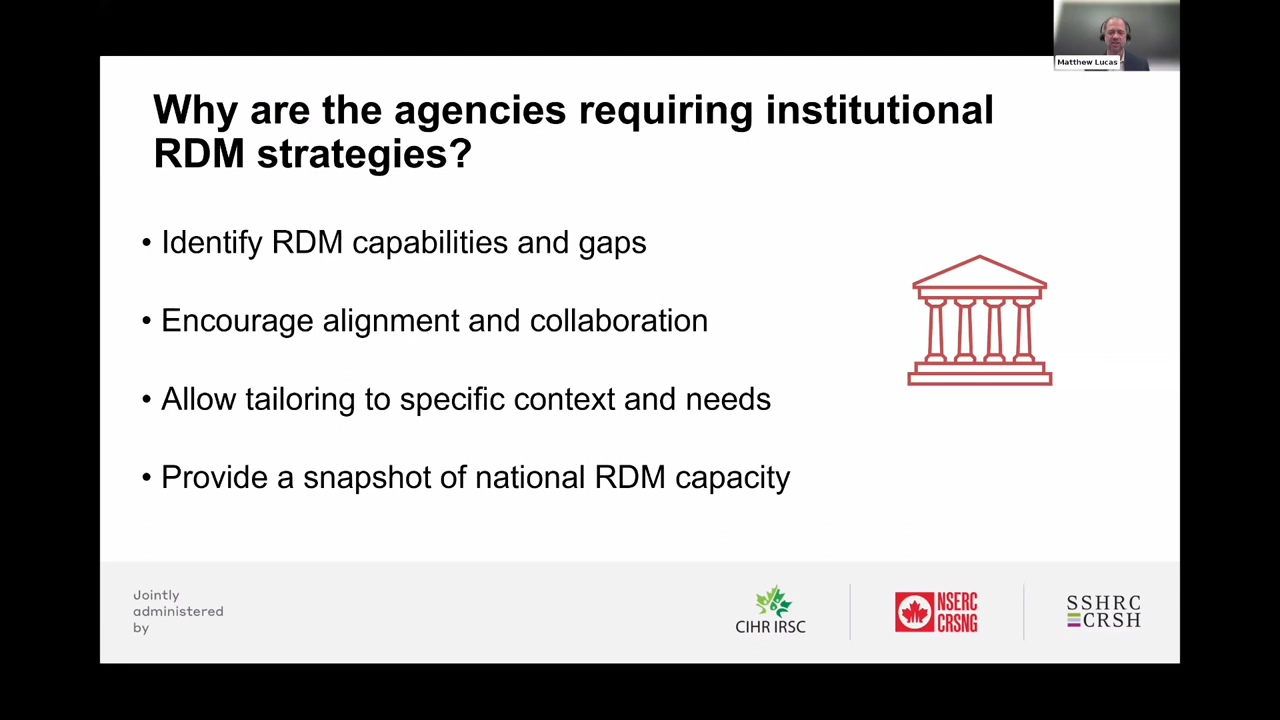 Matthew Lucas
Why are the agencies requiring institutional
RDM strategies?
• Identify RDM capabilities and gaps
• Encourage alignment and collaboration
• Allow tailoring to specific context and needs
• Provide a snapshot of national RDM capacity
Jointly
administered
by
CIHR IRSC
NSERC
CRSNG
SSHRC
CRSH